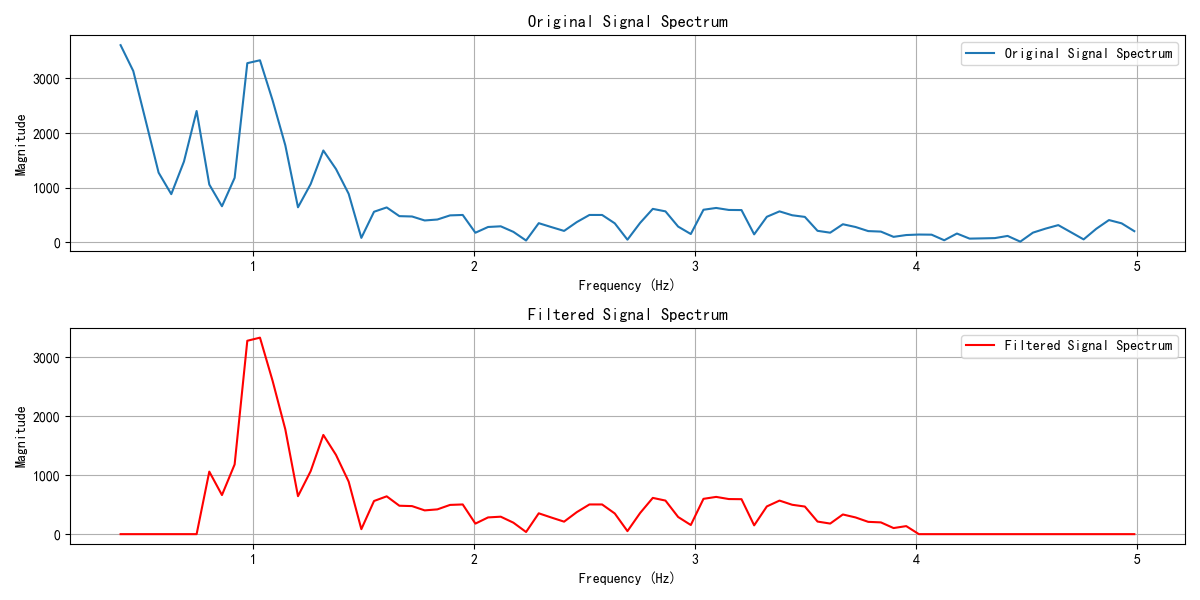 Original Signal Spectrum
Original Signal Spectrum
3000
2000
1000
0
Magnitude
1 2 3 4 5
Frequency (Hz)
Filtered Signal Spectrum
Filtered Signal Spectrum
3000
2000
1000
0
Magnitude
1 2 3 4 5
Frequency (Hz)